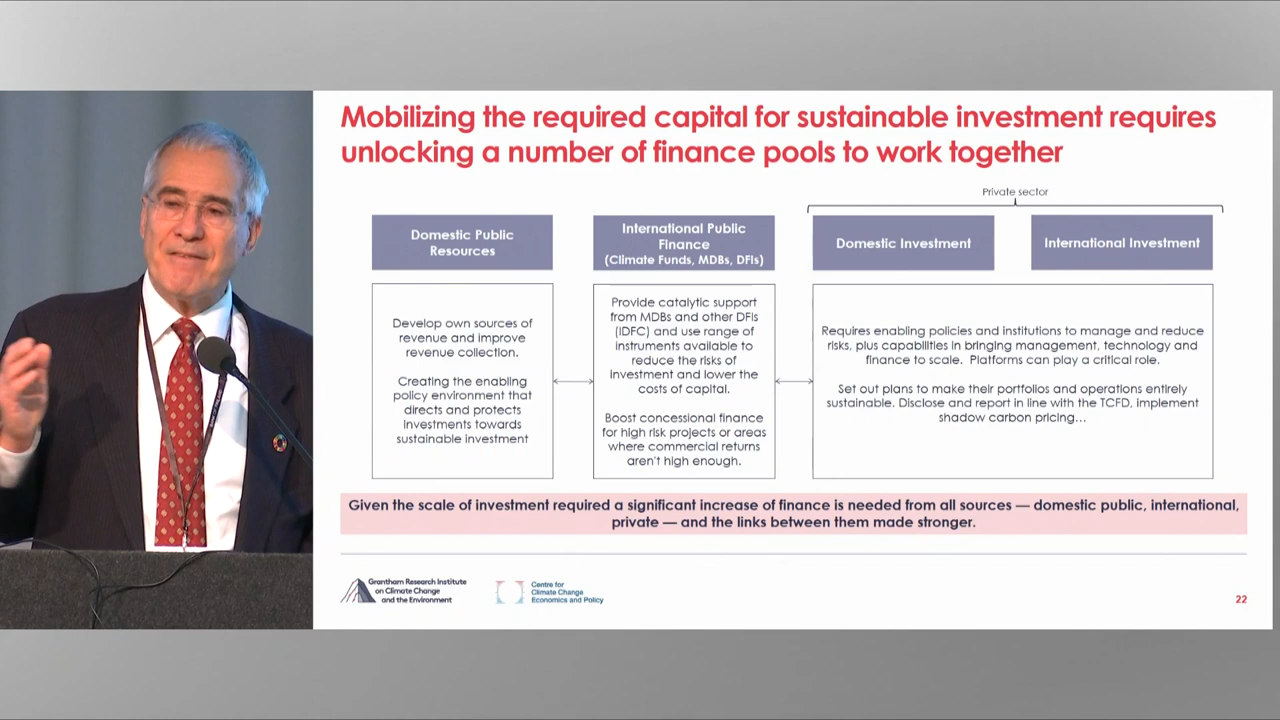 Mobilizing the required capital for sustainable investment requires
unlocking a number of finance pools to work together
Private sector
Domestic Public
Resources
International Public
Finance
(Climate Funds, MDBs, DFIs)
Domestic Investment
International Investment
Develop own sources of
revenue and improve
revenue collection.
Creating the enabling
policy environment that
directs and protects
Investments towards
sustainable investment
Provide catalytic support
from MDBs and other DFIs
(IDFC) and use range of
instruments available to
reduce the risks of
investment and lower the
costs of capital.
Boost concessional finance
for high risk projects or areas
where commercial returns
aren't high enough.
Requires enabling policies and institutions to manage and reduce
risks, plus capabilities in bringing management, technology and
finance to scale. Platforms can play a critical role.
Set out plans to make their portfolios and operations entirely
sustainable. Disclose and report in line with the TCFD, implement
shadow carbon pricing…
Given the scale of investment required a significant increase of finance is needed from all sources — domestic public, international,
private — and the links between them made stronger.
Grantham Research Institute
on Climate Change
and the Environment
Centre for
Climate Change
Economics and Policy
22